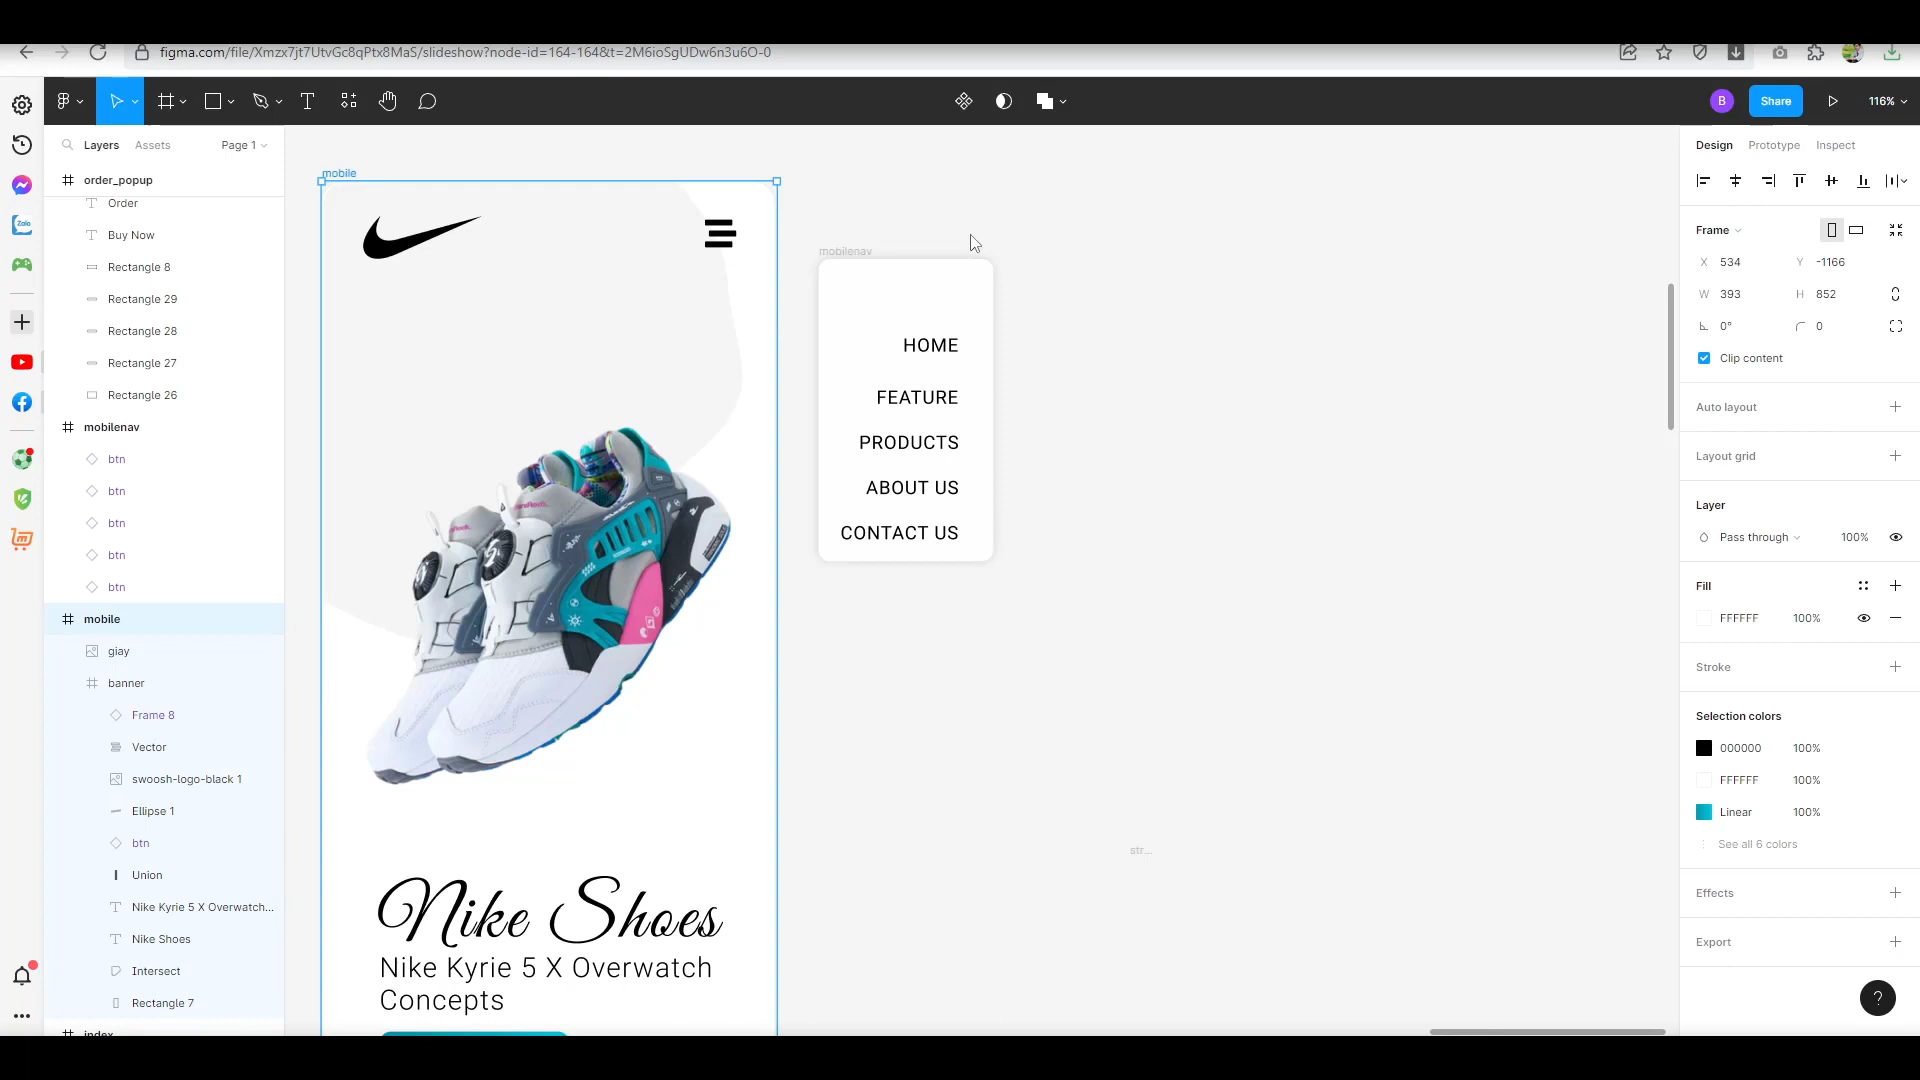 figma.com/file/Xmzx7jt7UtvGc8qPtx8MaS/slideshow?node-id=164-164&t=2M6ioSgUDw6n3u6O-0
B
Share
116%
Layers
Assets
Page 1
order_popup
Order
Buy Now
Rectangle 8
Rectangle 29
Rectangle 28
Rectangle 27
Rectangle 26
mobilenav
btn
btn
btn
btn
btn
mobile
giay
banner
Frame 8
Vector
swoosh-logo-black 1
Ellipse 1
btn
Union
Nike Kyrie 5 X Overwatch...
Nike Shoes
Intersect
Rectangle 7
index
Zalo
mobile
Nike Shoes
Nike Kyrie 5 X Overwatch
Concepts
mobilenav
HOME
FEATURE
PRODUCTS
ABOUT US
CONTACT US
str...
Design
Prototype
Inspect
Frame
X 534
Y -1166
W 393
H 852
0°
0
Clip content
Auto layout
Layout grid
Layer
Pass through
100%
Fill
FFFFFF
100%
Stroke
Selection colors
000000
100%
FFFFFF
100%
Linear
100%
See all 6 colors
Effects
Export
?